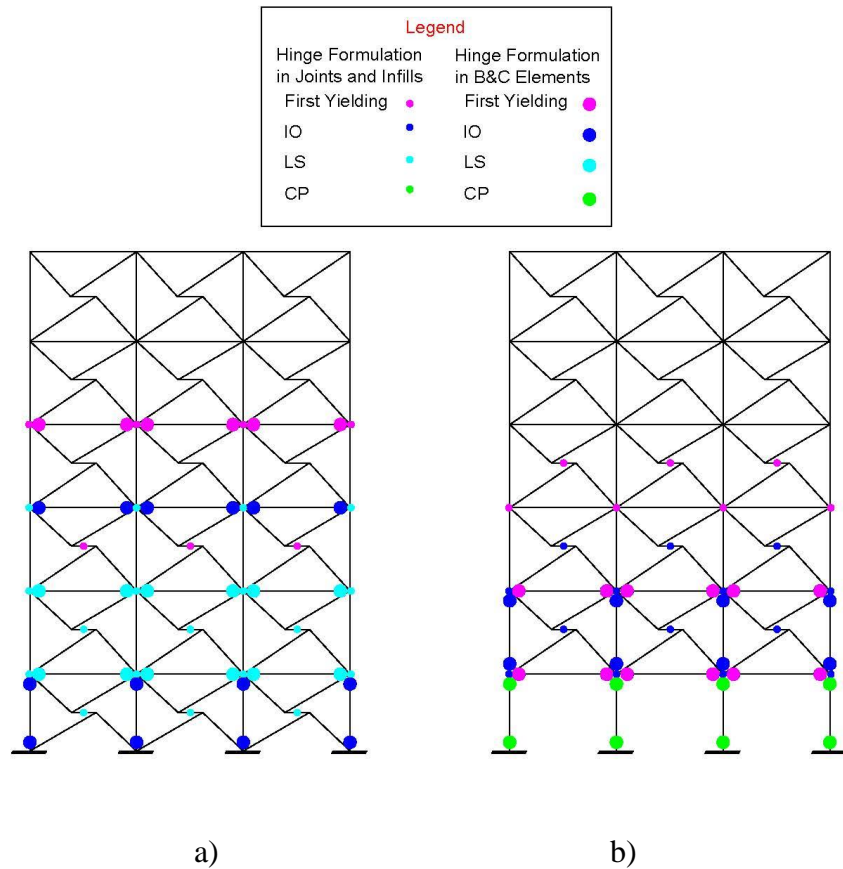 Legend
Hinge Formulation in Joints and Infills
First Yielding
IO
LS
CP
Hinge Formulation in B&C Elements
First Yielding
IO
LS
CP
a)
b)